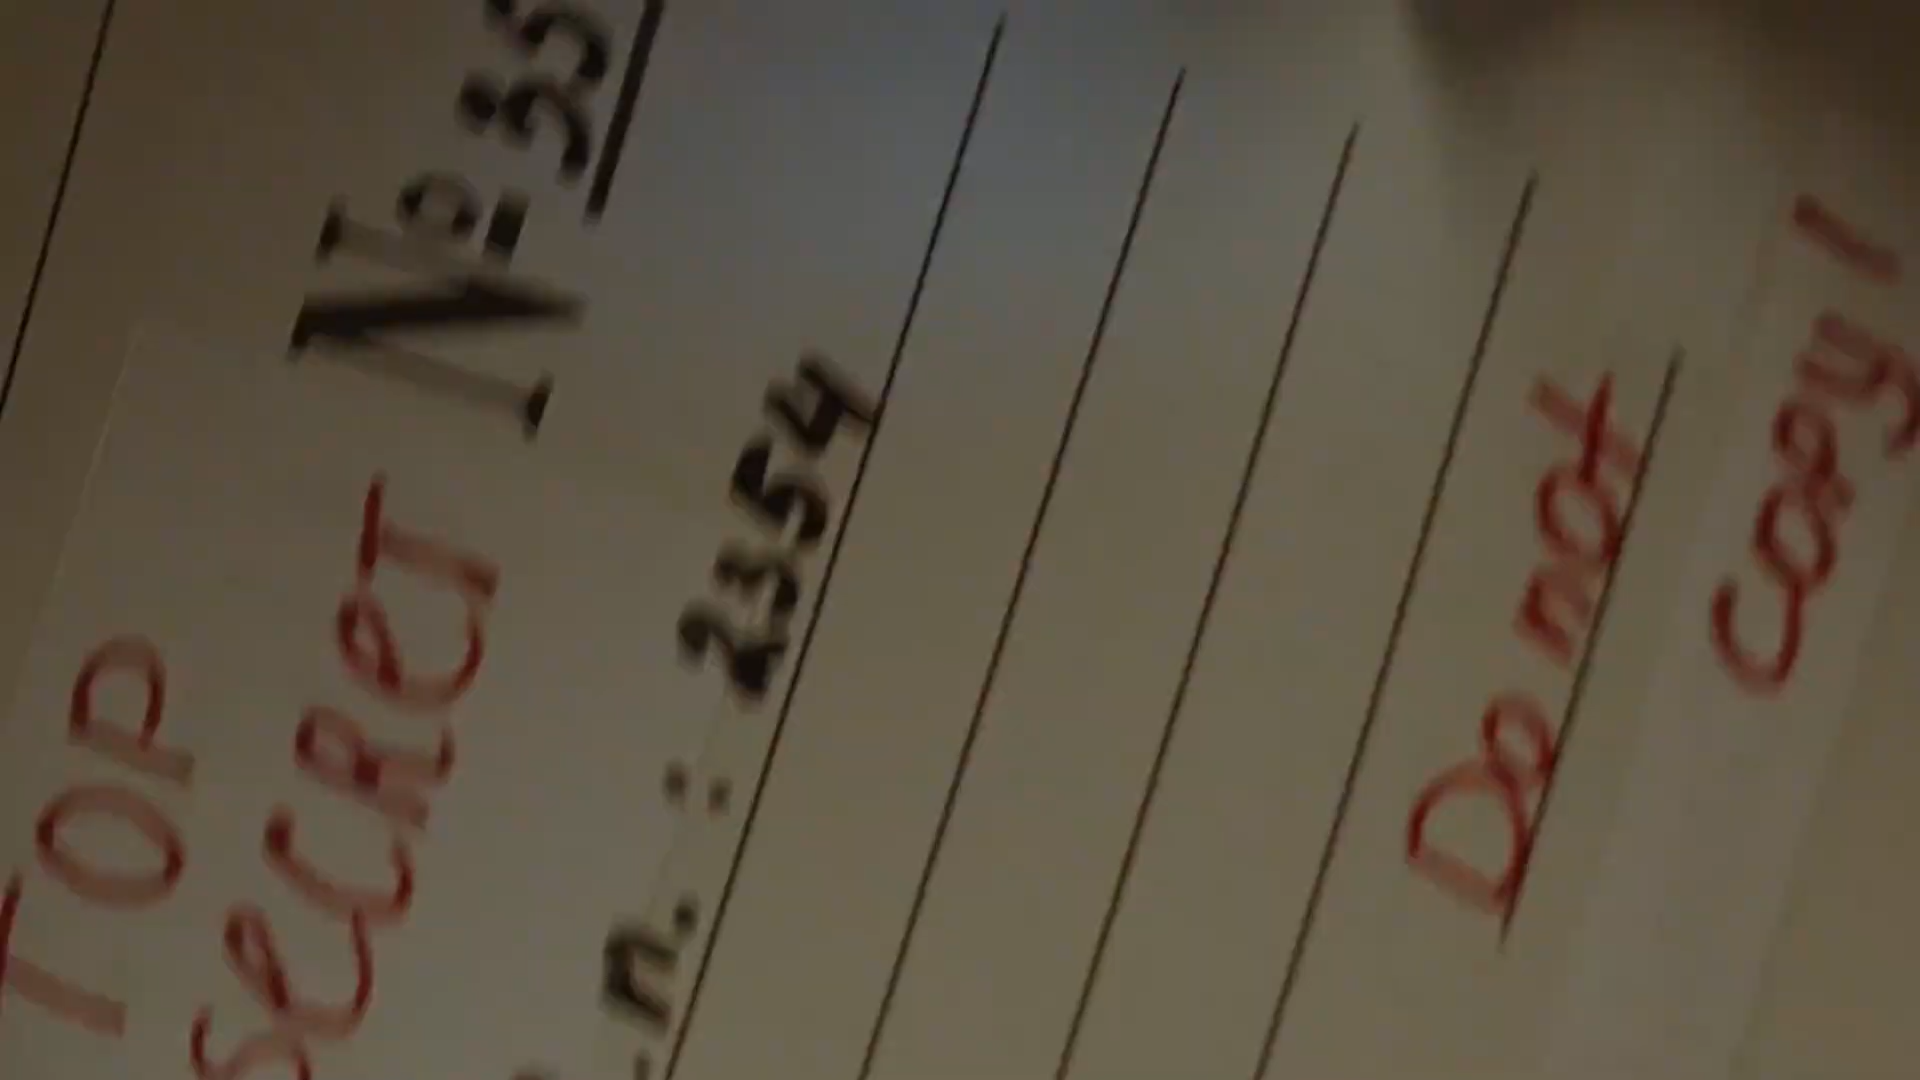 TOP
SECRET
№ 35
n. : 2354
Do not
copy!